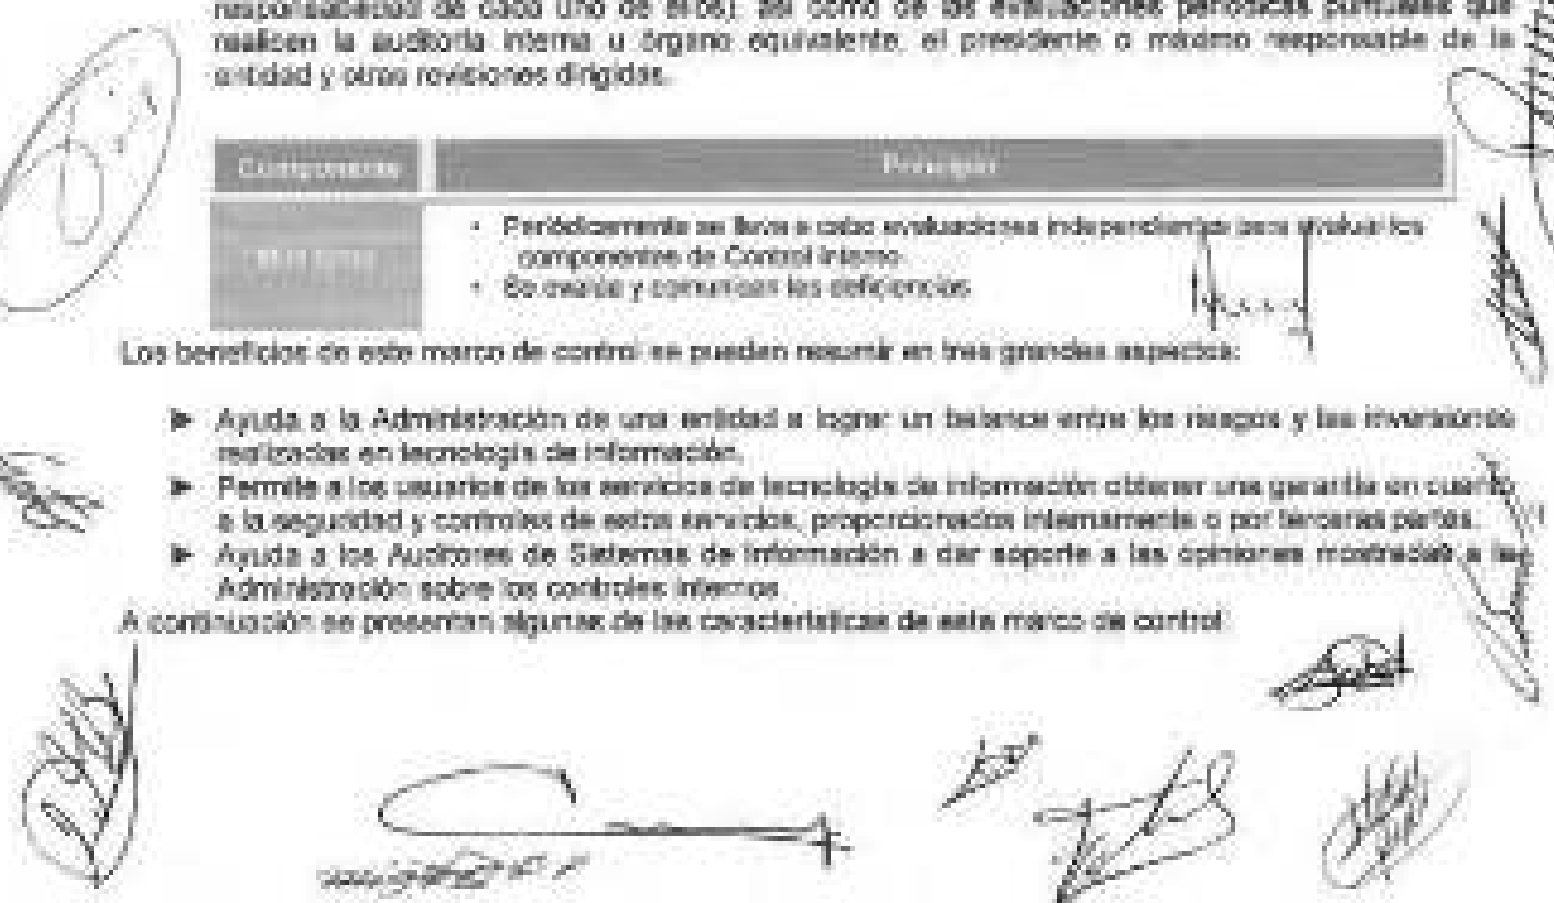 responsabilidad de cada uno de ellos), así como de las evaluaciones periódicas puntuales que
realicen la auditoría interna u órgano equivalente, el presidente o máximo responsable de la
entidad y otras revisiones dirigidas.
Componente Principio
Periódicamente se lleva a cabo evaluaciones independientes para evaluar los
componentes de Control Interno
Se evalúa y comunican las deficiencias
Los beneficios de este marco de control se pueden resumir en tres grandes aspectos:
Ayuda a la Administración de una entidad a lograr un balance entre los riesgos y las inversiones
realizadas en tecnología de información.
Permite a los usuarios de los servicios de tecnología de información obtener una garantía en cuanto
a la seguridad y controles de estos servicios, proporcionados internamente o por terceras partes.
Ayuda a los Auditores de Sistemas de Información a dar soporte a las opiniones mostradas a la
Administración sobre los controles internos
A continuación se presentan algunas de las características de este marco de control: